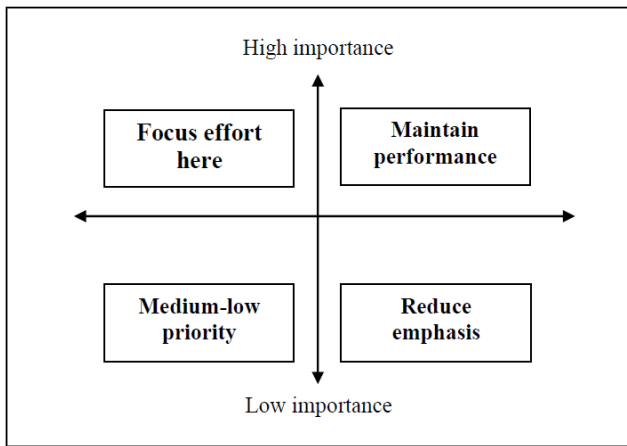 High importance
Focus effort
here
Maintain
performance
Medium-low
priority
Reduce
emphasis
Low importance